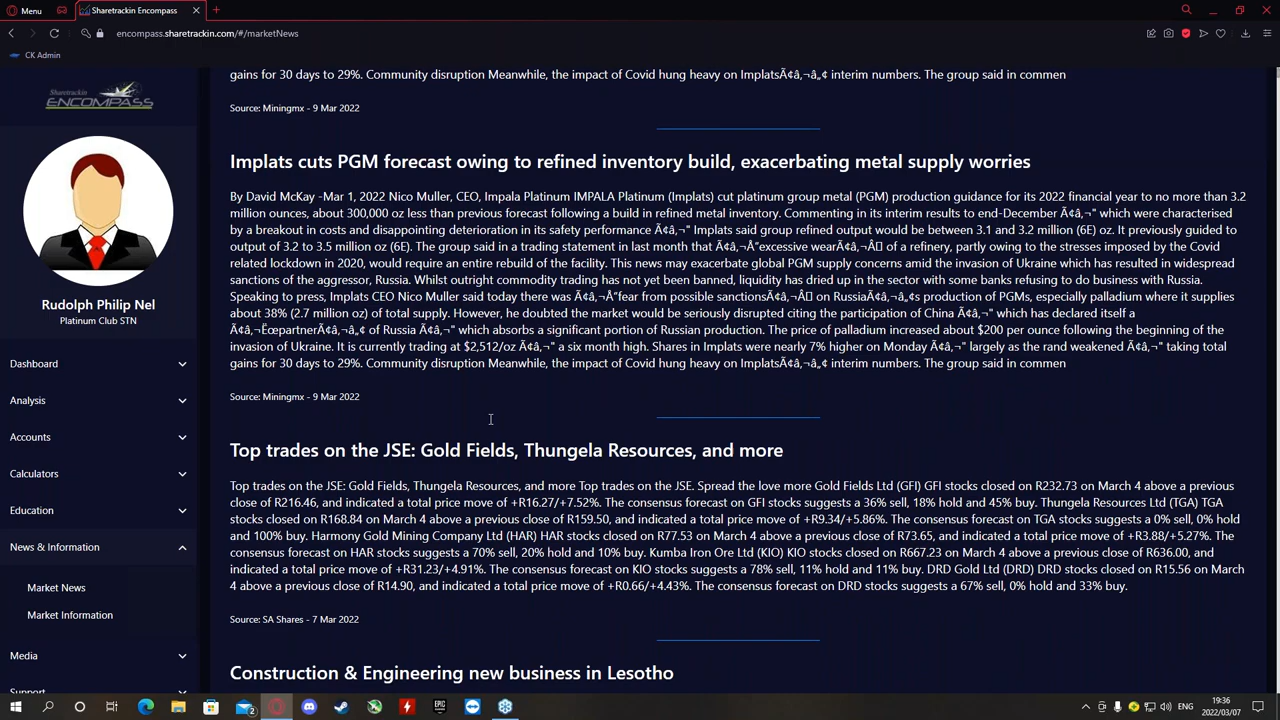 Menu
Sharetrackin Encompass
encompass.sharetrackin.com/#/marketNews
CK Admin
Sharetrackin
ENCOMPASS
Rudolph Philip Nel
Platinum Club STN
Dashboard
Analysis
Accounts
Calculators
Education
News & Information
Market News
Market Information
Media
Support
gains for 30 days to 29%. Community disruption Meanwhile, the impact of Covid hung heavy on ImplatsÃ¢â‚¬â„¢ interim numbers. The group said in commen
Source: Miningmx - 9 Mar 2022
Implats cuts PGM forecast owing to refined inventory build, exacerbating metal supply worries
By David McKay -Mar 1, 2022 Nico Muller, CEO, Impala Platinum IMPALA Platinum (Implats) cut platinum group metal (PGM) production guidance for its 2022 financial year to no more than 3.2
million ounces, about 300,000 oz less than previous forecast following a build in refined metal inventory. Commenting in its interim results to end-December Ã¢â‚¬" which were characterised
by a breakout in costs and disappointing deterioration in its safety performance Ã¢â‚¬" Implats said group refined output would be between 3.1 and 3.2 million (6E) oz. It previously guided to
output of 3.2 to 3.5 million oz (6E). The group said in a trading statement in last month that Ã¢â‚¬Å“excessive wearÃ¢â‚¬Â of a refinery, partly owing to the stresses imposed by the Covid
related lockdown in 2020, would require an entire rebuild of the facility. This news may exacerbate global PGM supply concerns amid the invasion of Ukraine which has resulted in widespread
sanctions of the aggressor, Russia. Whilst outright commodity trading has not yet been banned, liquidity has dried up in the sector with some banks refusing to do business with Russia.
Speaking to press, Implats CEO Nico Muller said today there was Ã¢â‚¬Å“fear from possible sanctionsÃ¢â‚¬Â on RussiaÃ¢â‚¬â„¢s production of PGMs, especially palladium where it supplies
about 38% (2.7 million oz) of total supply. However, he doubted the market would be seriously disrupted citing the participation of China Ã¢â‚¬" which has declared itself a
Ã¢â‚¬ËœpartnerÃ¢â‚¬â„¢ of Russia Ã¢â‚¬" which absorbs a significant portion of Russian production. The price of palladium increased about $200 per ounce following the beginning of the
invasion of Ukraine. It is currently trading at $2,512/oz Ã¢â‚¬" a six month high. Shares in Implats were nearly 7% higher on Monday Ã¢â‚¬" largely as the rand weakened Ã¢â‚¬" taking total
gains for 30 days to 29%. Community disruption Meanwhile, the impact of Covid hung heavy on ImplatsÃ¢â‚¬â„¢ interim numbers. The group said in commen
Source: Miningmx - 9 Mar 2022
Top trades on the JSE: Gold Fields, Thungela Resources, and more
Top trades on the JSE: Gold Fields, Thungela Resources, and more Top trades on the JSE. Spread the love more Gold Fields Ltd (GFI) GFI stocks closed on R232.73 on March 4 above a previous
close of R216.46, and indicated a total price move of +R16.27/+7.52%. The consensus forecast on GFI stocks suggests a 36% sell, 18% hold and 45% buy. Thungela Resources Ltd (TGA) TGA
stocks closed on R168.84 on March 4 above a previous close of R159.50, and indicated a total price move of +R9.34/+5.86%. The consensus forecast on TGA stocks suggests a 0% sell, 0% hold
and 100% buy. Harmony Gold Mining Company Ltd (HAR) HAR stocks closed on R77.53 on March 4 above a previous close of R73.65, and indicated a total price move of +R3.88/+5.27%. The
consensus forecast on HAR stocks suggests a 70% sell, 20% hold and 10% buy. Kumba Iron Ore Ltd (KIO) KIO stocks closed on R667.23 on March 4 above a previous close of R636.00, and
indicated a total price move of +R31.23/+4.91%. The consensus forecast on KIO stocks suggests a 78% sell, 11% hold and 11% buy. DRD Gold Ltd (DRD) DRD stocks closed on R15.56 on March
4 above a previous close of R14.90, and indicated a total price move of +R0.66/+4.43%. The consensus forecast on DRD stocks suggests a 67% sell, 0% hold and 33% buy.
Source: SA Shares - 7 Mar 2022
Construction & Engineering new business in Lesotho
2
EPIC
ENG
19:36
2022/03/07